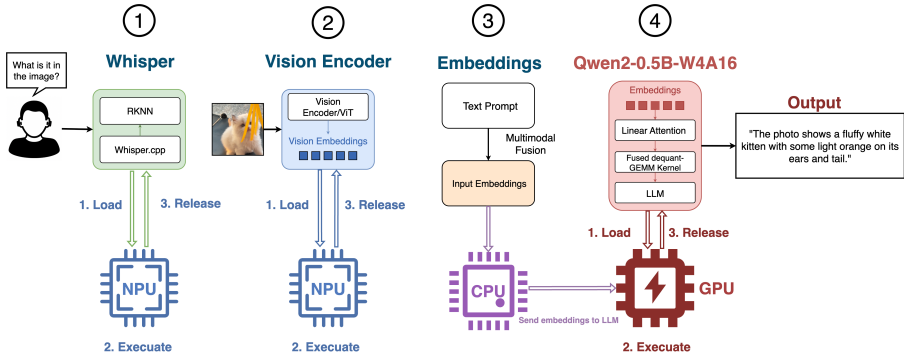 1
2
3
4
Whisper
Vision Encoder
Embeddings
Qwen2-0.5B-W4A16
What is it in
the image?
RKNN
Whisper.cpp
1. Load
3. Release
NPU
2. Execuate
Vision
Encoder/ViT
Vision Embeddings
1. Load
3. Release
NPU
2. Execuate
Text Prompt
Multimodal
Fusion
Input Embeddings
CPU
Send embeddings to LLM
Embeddings
Linear Attention
Fused dequant-
GEMM Kernel
LLM
1. Load
3. Release
GPU
2. Execuate
Output
"The photo shows a fluffy white
kitten with some light orange on its
ears and tail."